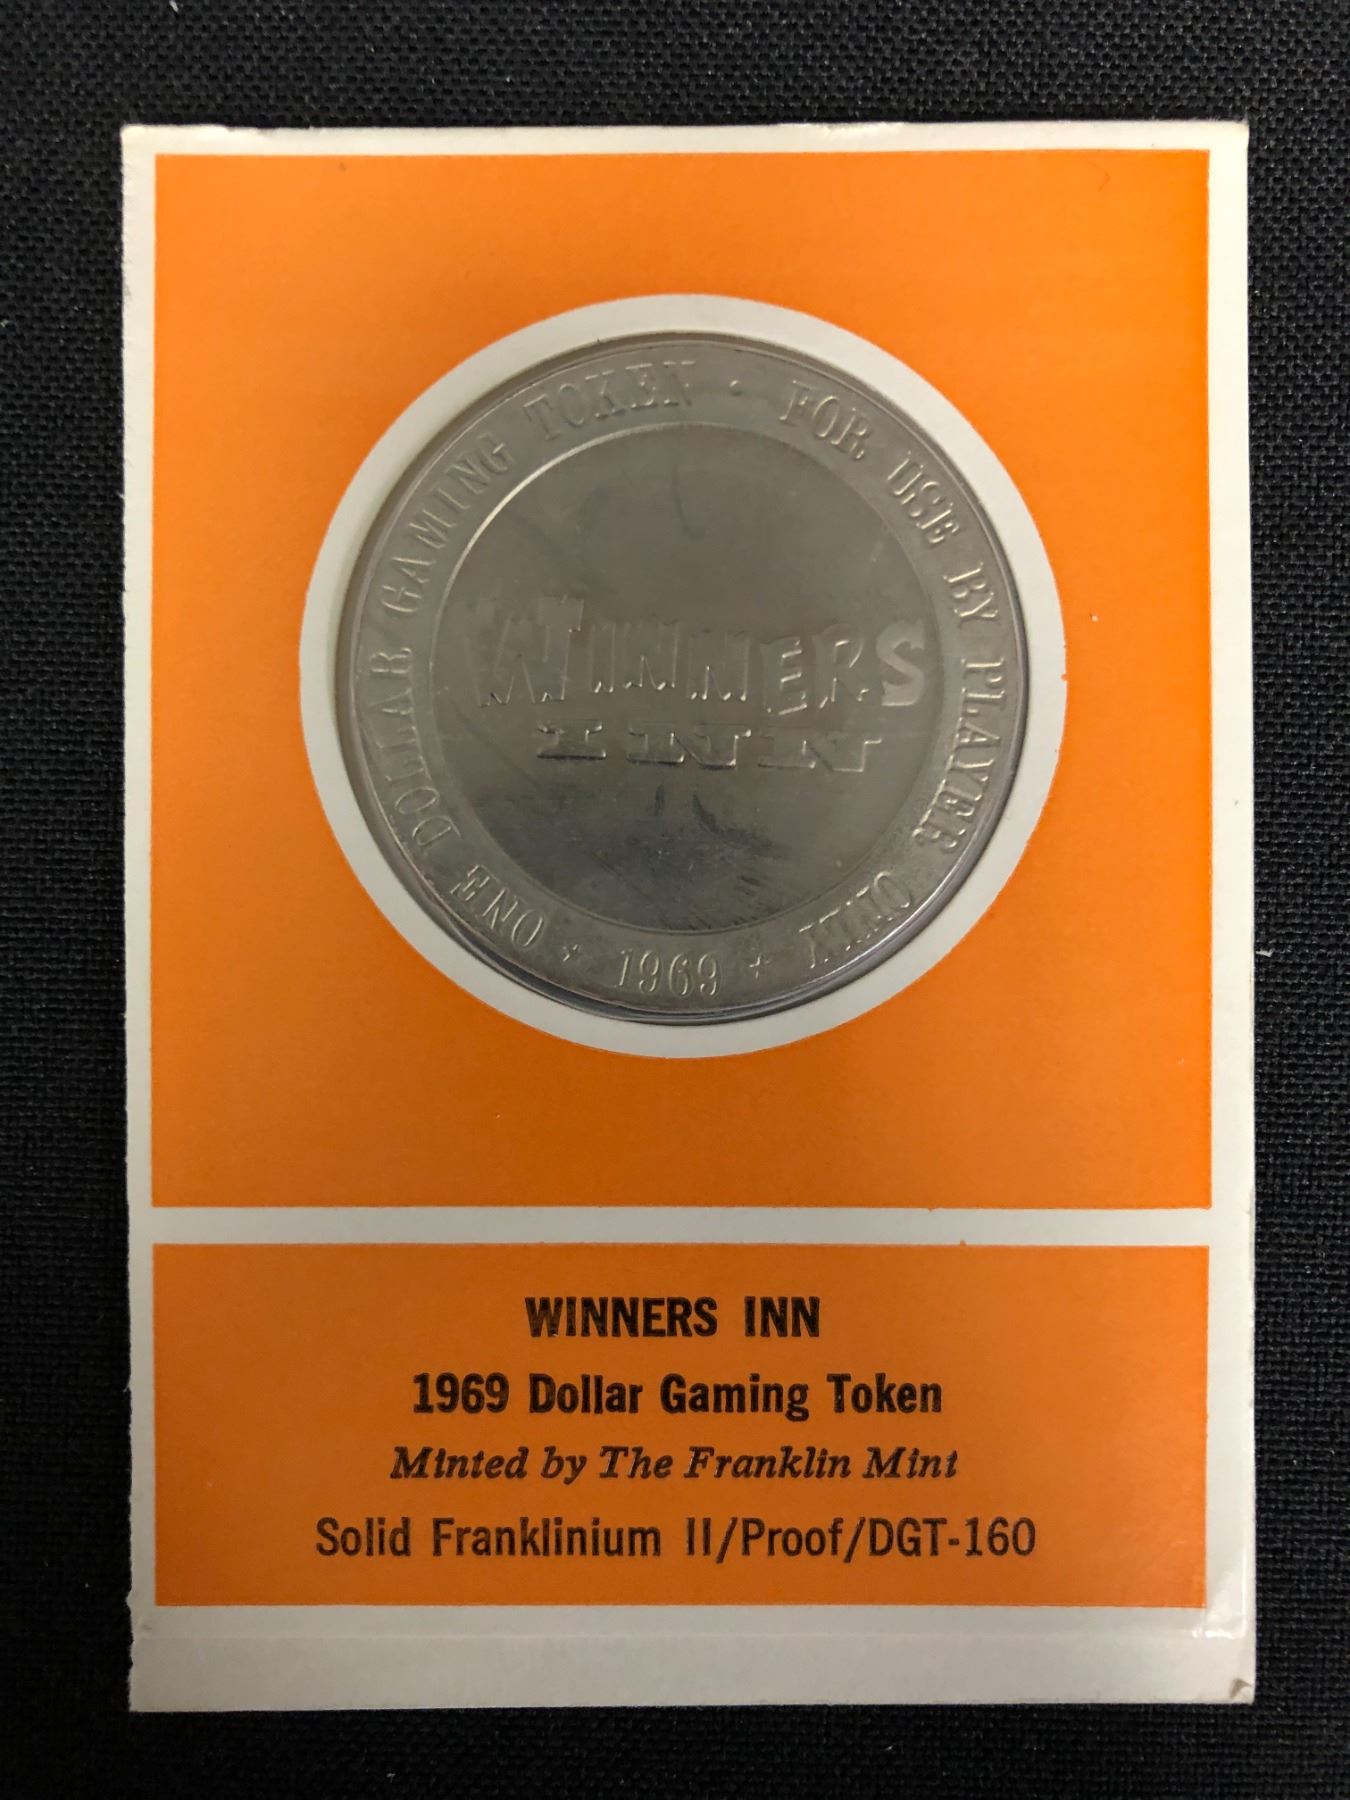 ONE DOLLAR GAMING TOKEN · FOR USE BY PLAYER ONLY
WINNERS
INN
* 1969 *
WINNERS INN
1969 Dollar Gaming Token
Minted by The Franklin Mint
Solid Franklinium II/Proof/DGT-160